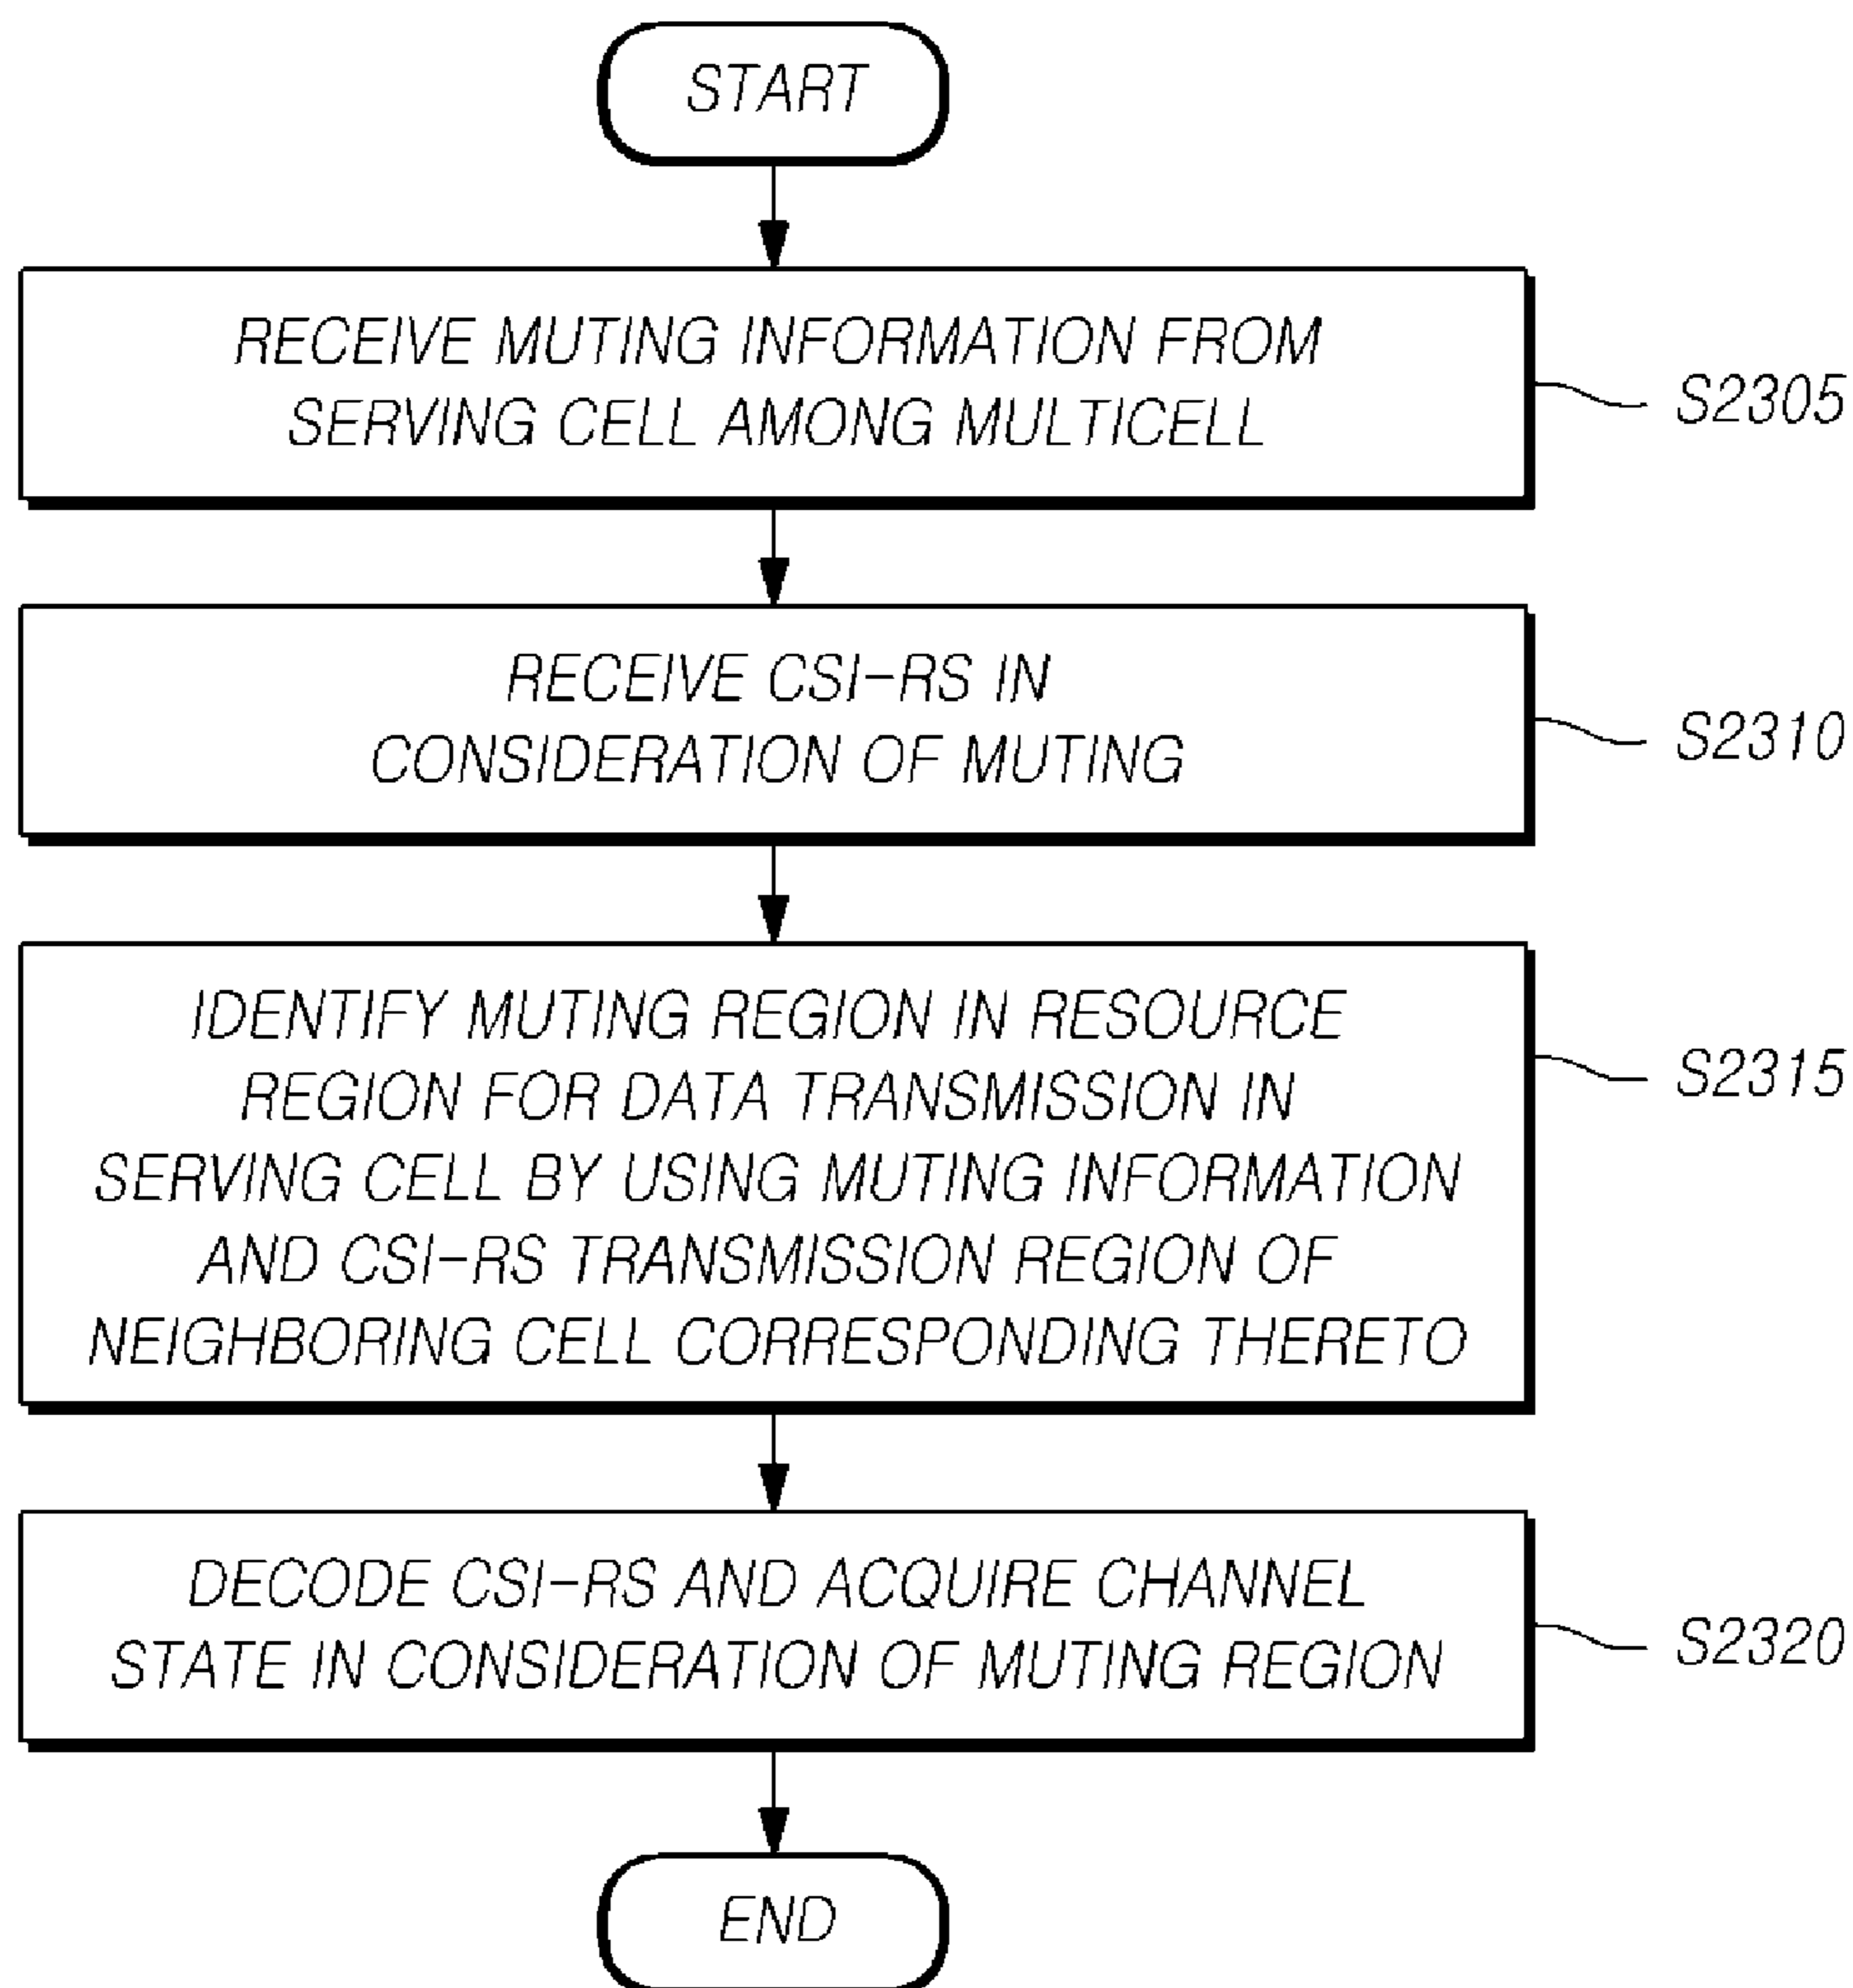 START
RECEIVE MUTING INFORMATION FROM
SERVING CELL AMONG MULTICELL
S2305
RECEIVE CSI-RS IN
CONSIDERATION OF MUTING
S2310
IDENTIFY MUTING REGION IN RESOURCE
REGION FOR DATA TRANSMISSION IN
SERVING CELL BY USING MUTING INFORMATION
AND CSI-RS TRANSMISSION REGION OF
NEIGHBORING CELL CORRESPONDING THERETO
S2315
DECODE CSI-RS AND ACQUIRE CHANNEL
STATE IN CONSIDERATION OF MUTING REGION
S2320
END